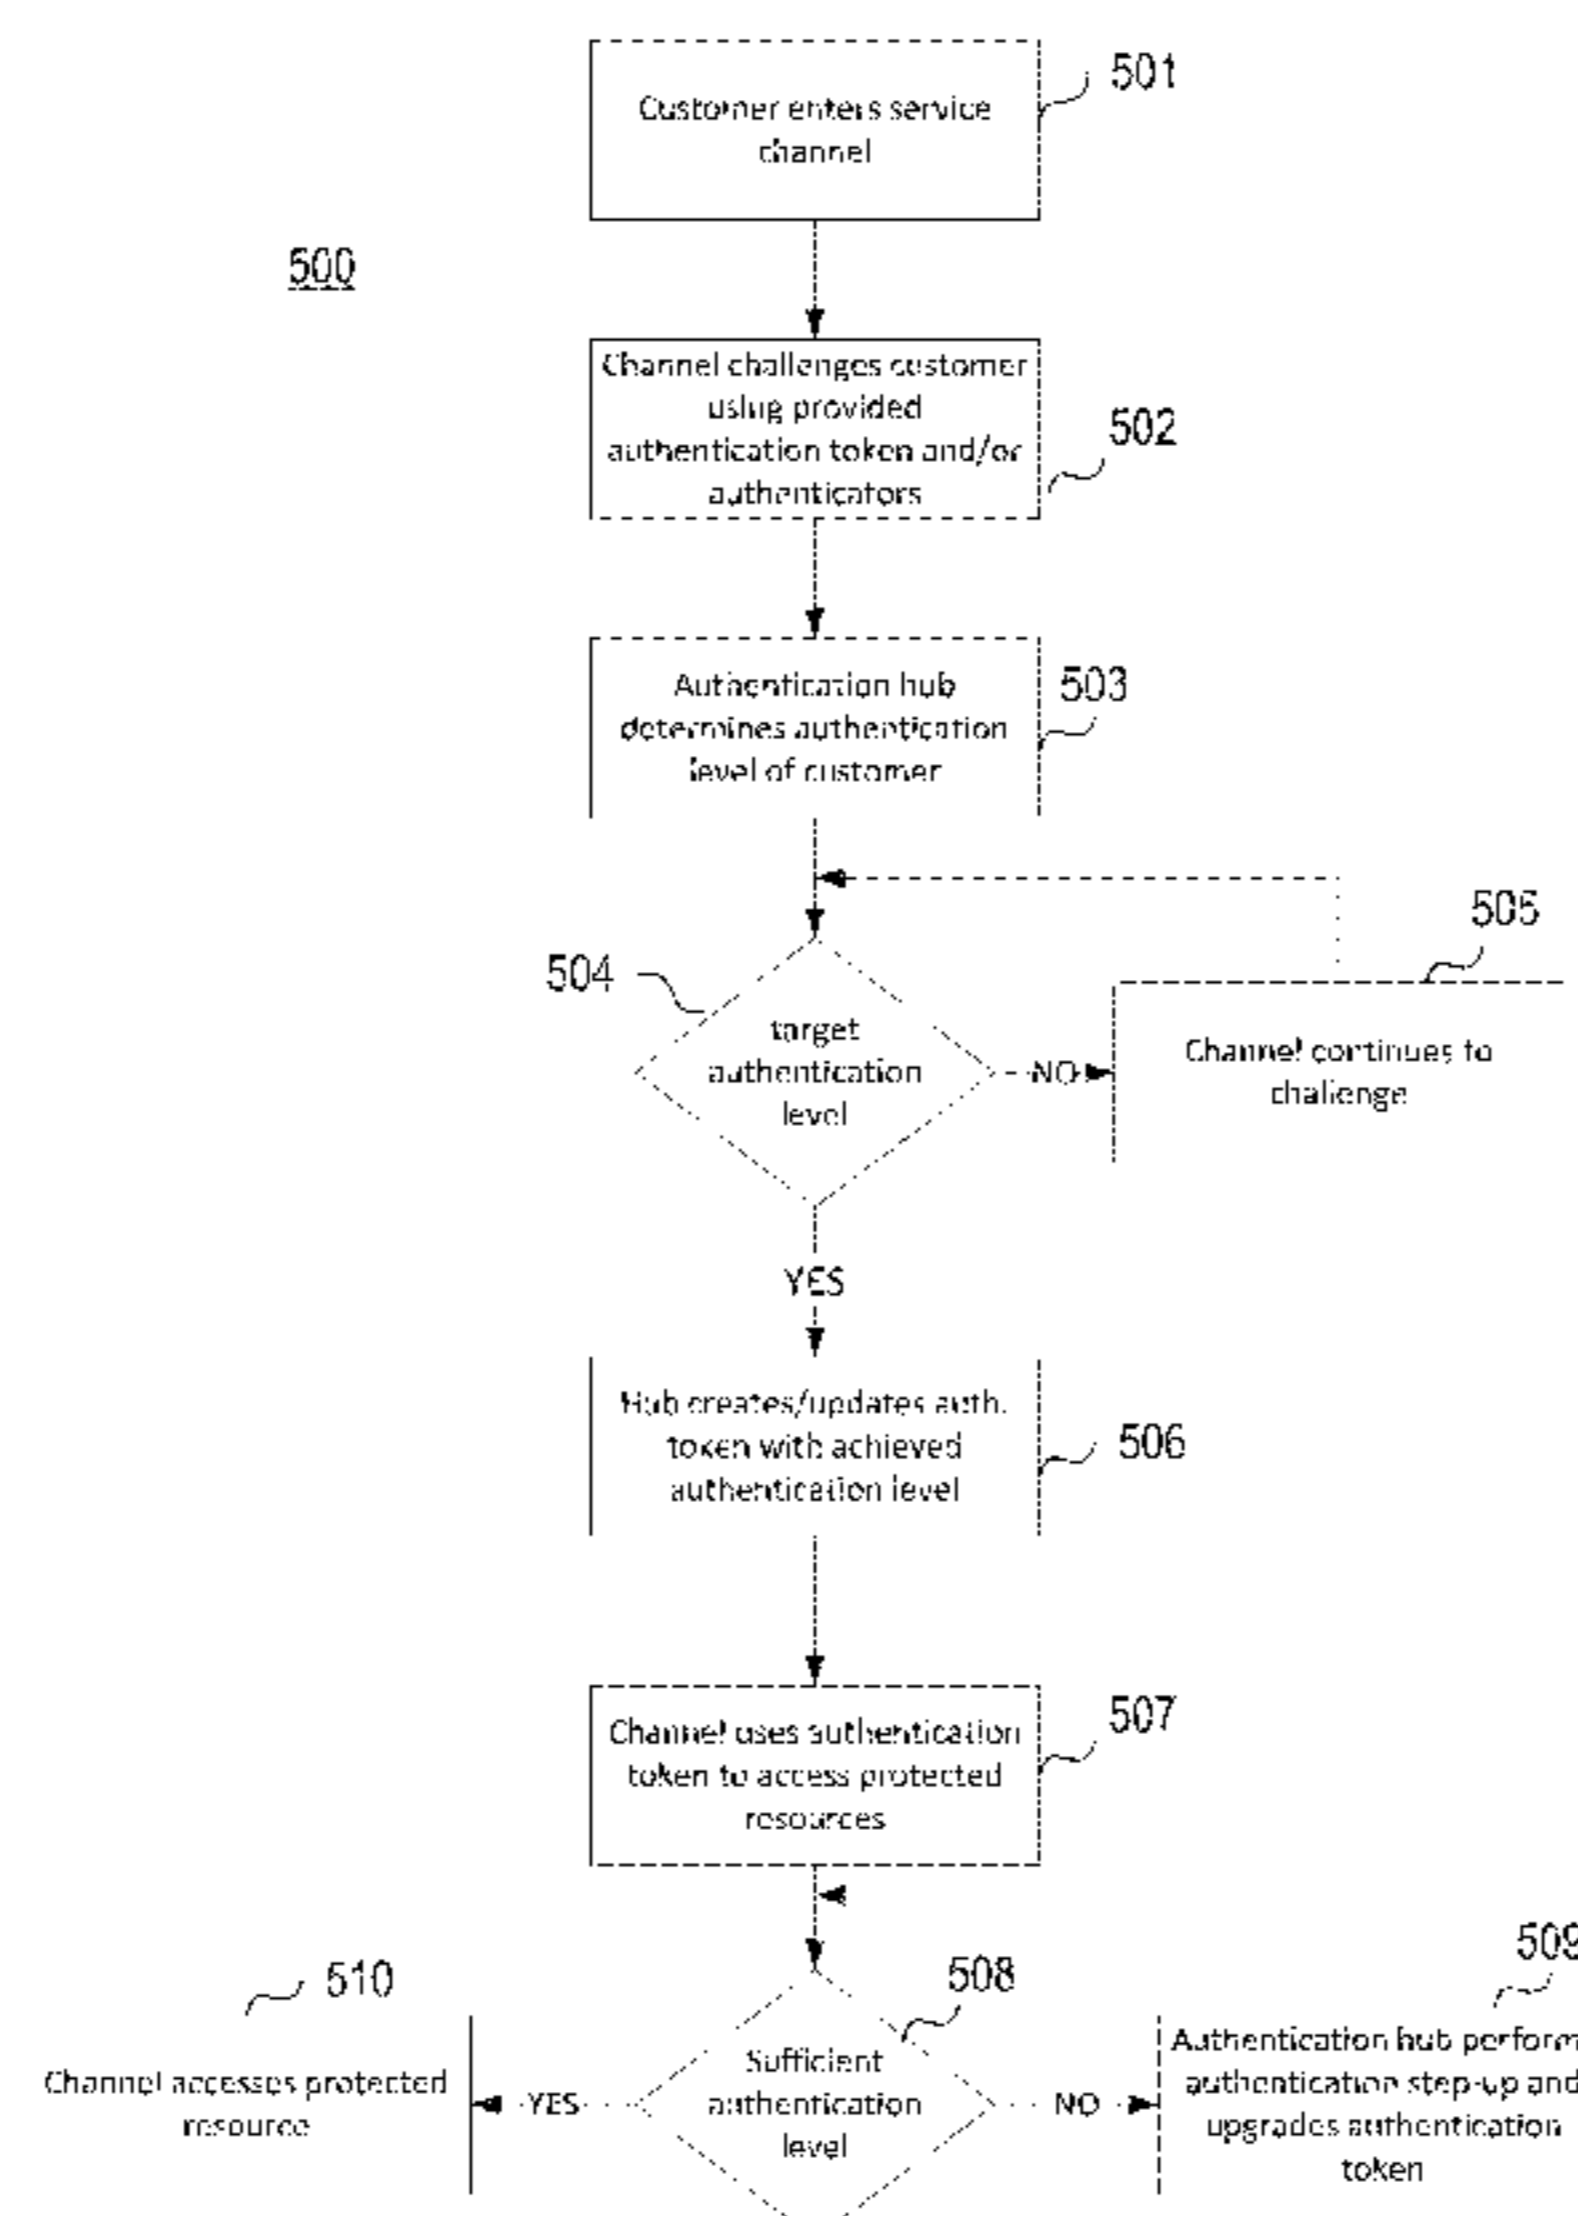 501
Customer enters service
channel
500
Channel challenges customer
using provided
authentication token and/or
authenticators
502
Authentication hub
determines authentication
level of customer
503
504
target
authentication
level
NO
505
Channel continues to
challenge
YES
Hub creates/updates auth.
token with achieved
authentication level
506
Channel uses authentication
token to access protected
resources
507
510
Channel accesses protected
resource
YES
508
Sufficient
authentication
level
NO
509
Authentication hub perform
authentication step-up and
upgrades authentication
token